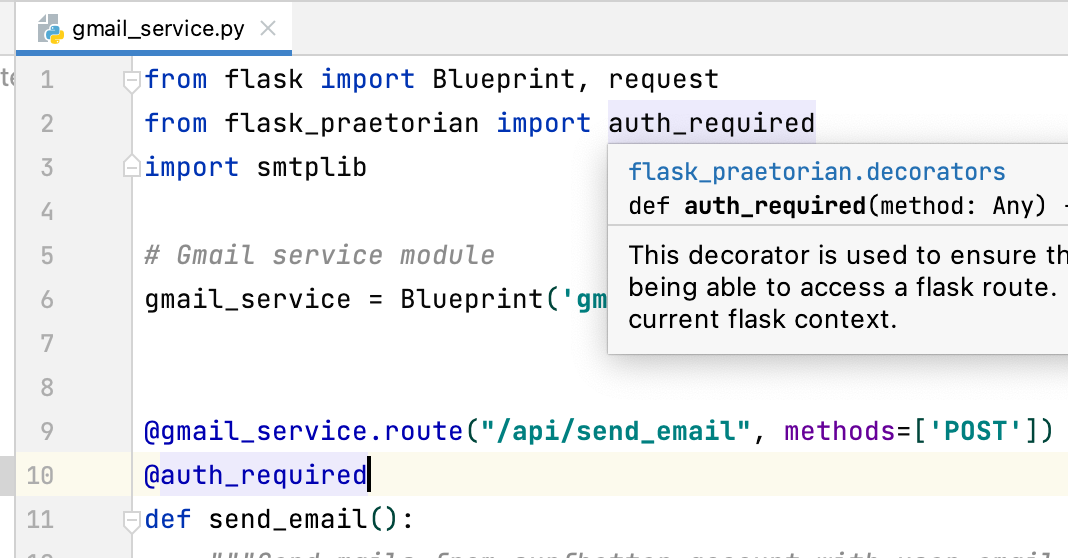 gmail_service.py
1 from flask import Blueprint, request
2 from flask_praetorian import auth_required
3 import smtplib
flask_praetorian.decorators
def auth_required(method: Any)
4
5 # Gmail service module
This decorator is used to ensure
being able to access a flask route.
current flask context.
6 gmail_service = Blueprint('gm
7
8
9 @gmail_service.route("/api/send_email", methods=['POST'])
10 @auth_required
11 def send_email():